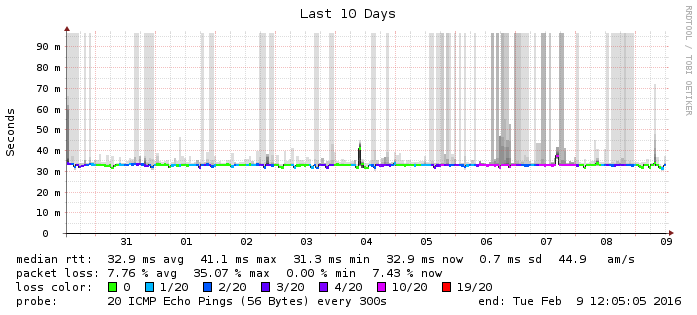 Last 10 Days
RRDTOOL / TOBI OETIKER
Seconds
90 m
80 m
70 m
60 m
50 m
40 m
30 m
20 m
10 m
0
31 01 02 03 04 05 06 07 08 09
median rtt: 32.9 ms avg 41.1 ms max 31.3 ms min 32.9 ms now 0.7 ms sd 44.9 am/s
packet loss: 7.76 % avg 35.07 % max 0.00 % min 7.43 % now
loss color: 0 1/20 2/20 3/20 4/20 10/20 19/20
probe: 20 ICMP Echo Pings (56 Bytes) every 300s end: Tue Feb 9 12:05:05 2016